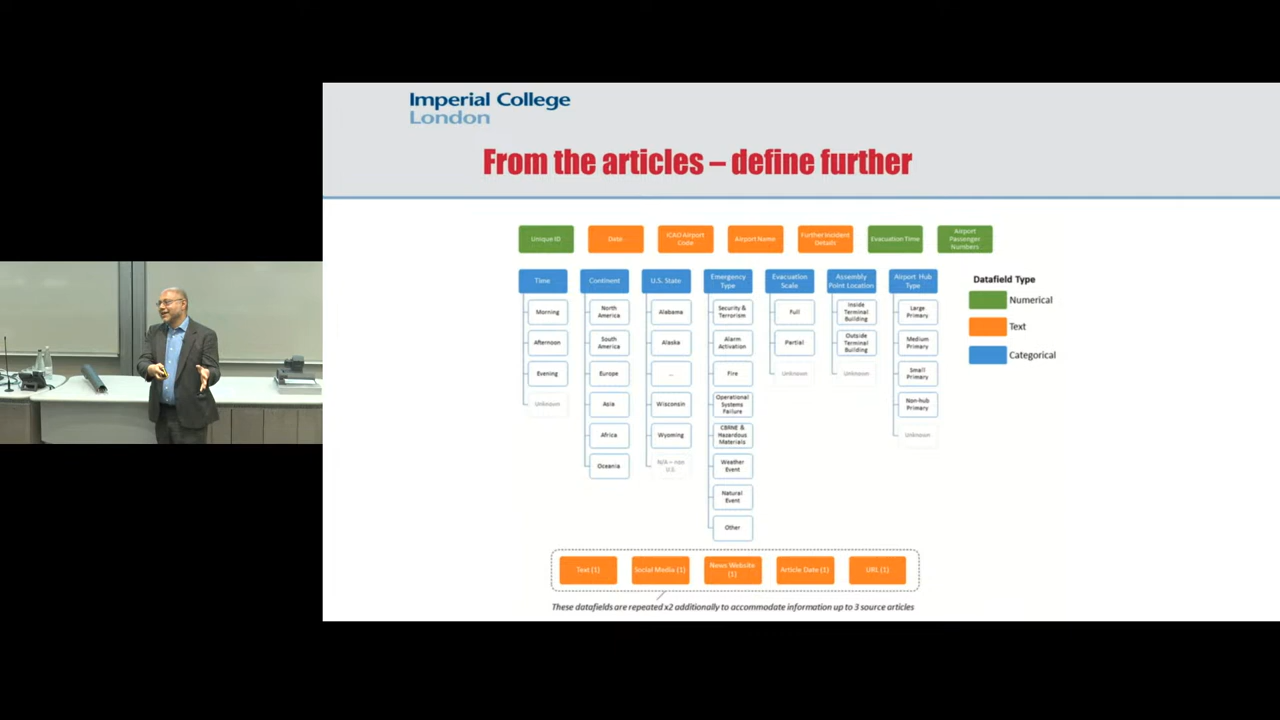 Imperial College
London
From the articles – define further
Unique ID
Date
ICAO Airport
Code
Airport Name
Further Incident
Details
Evacuation Time
Airport
Passenger
Numbers
Time
Morning
Afternoon
Evening
Unknown
Continent
North
America
South
America
Europe
Asia
Africa
Oceania
U.S. State
Alabama
Alaska
...
Wisconsin
Wyoming
N/A – non
U.S.
Emergency
Type
Security &
Terrorism
Alarm
Activation
Fire
Operational
Systems
Failure
CBRNE &
Hazardous
Materials
Weather
Event
Natural
Event
Other
Evacuation
Scale
Full
Partial
Unknown
Assembly
Point Location
Inside
Terminal
Building
Outside
Terminal
Building
Unknown
Airport Hub
Type
Large
Primary
Medium
Primary
Small
Primary
Non-hub
Primary
Unknown
Datafield Type
Numerical
Text
Categorical
Text (1)
Social Media (1)
News Website
(1)
Article Date (1)
URL (1)
These datafields are repeated x2 additionally to accommodate information up to 3 source articles